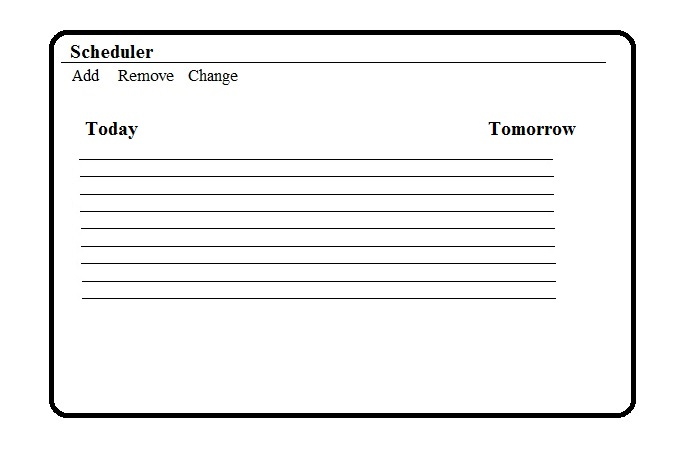 Scheduler
Add Remove Change
Today Tomorrow